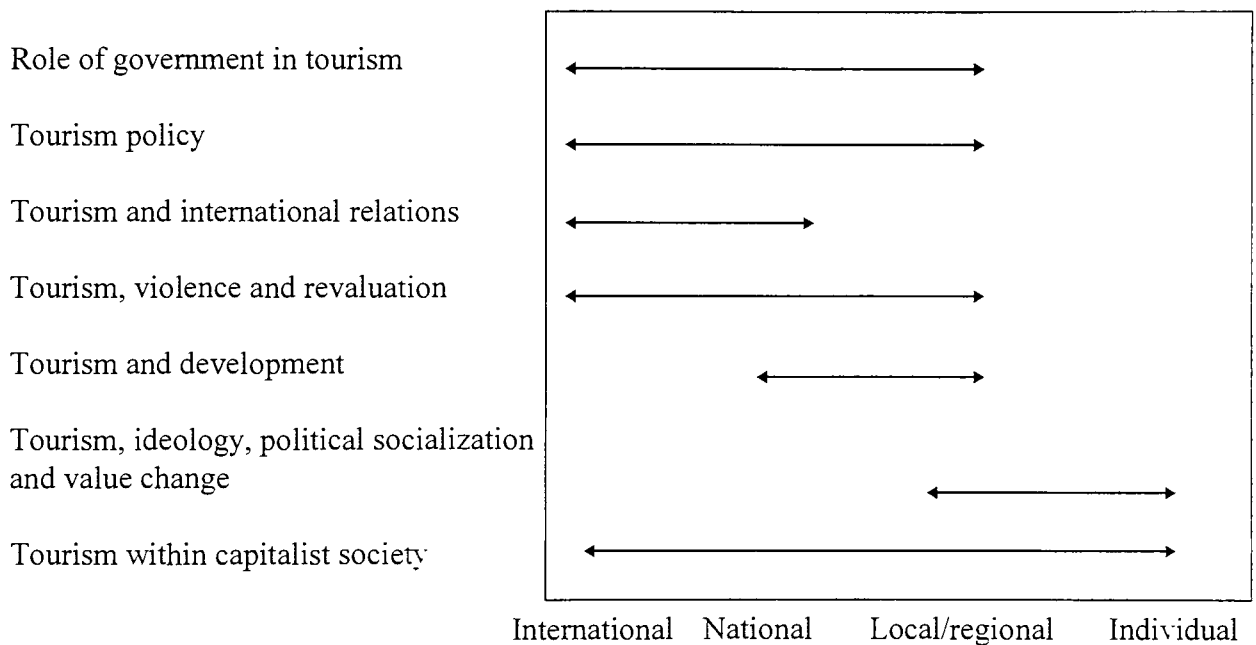 Role of government in tourism
Tourism policy
Tourism and international relations
Tourism, violence and revaluation
Tourism and development
Tourism, ideology, political socialization
and value change
Tourism within capitalist society
International National Local/regional Individual